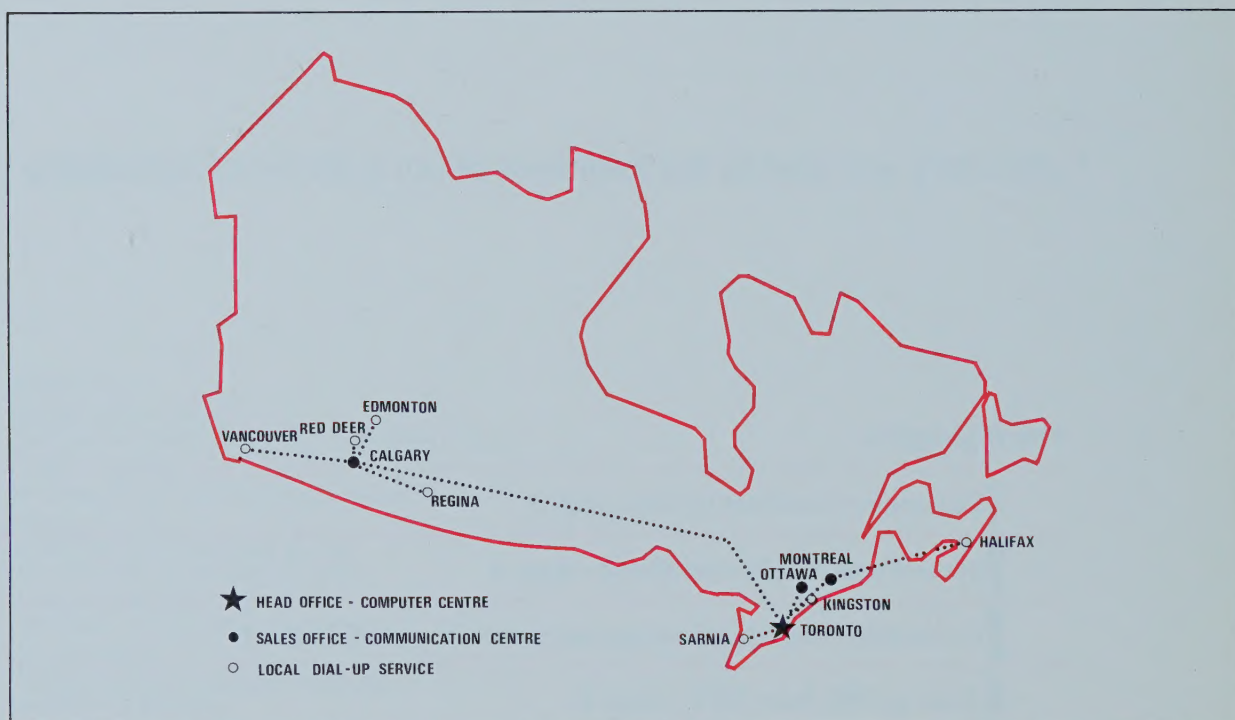 EDMONTON
RED DEER
VANCOUVER
CALGARY
REGINA
HALIFAX
MONTREAL
OTTAWA
KINGSTON
TORONTO
SARNIA
HEAD OFFICE - COMPUTER CENTRE
SALES OFFICE - COMMUNICATION CENTRE
LOCAL DIAL-UP SERVICE